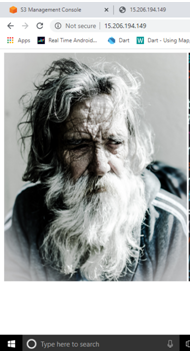 S3 Management Console
15.206.194.149
Not secure | 15.206.194.149
Apps
Real Time Android...
Dart
Dart - Using Map
Type here to search